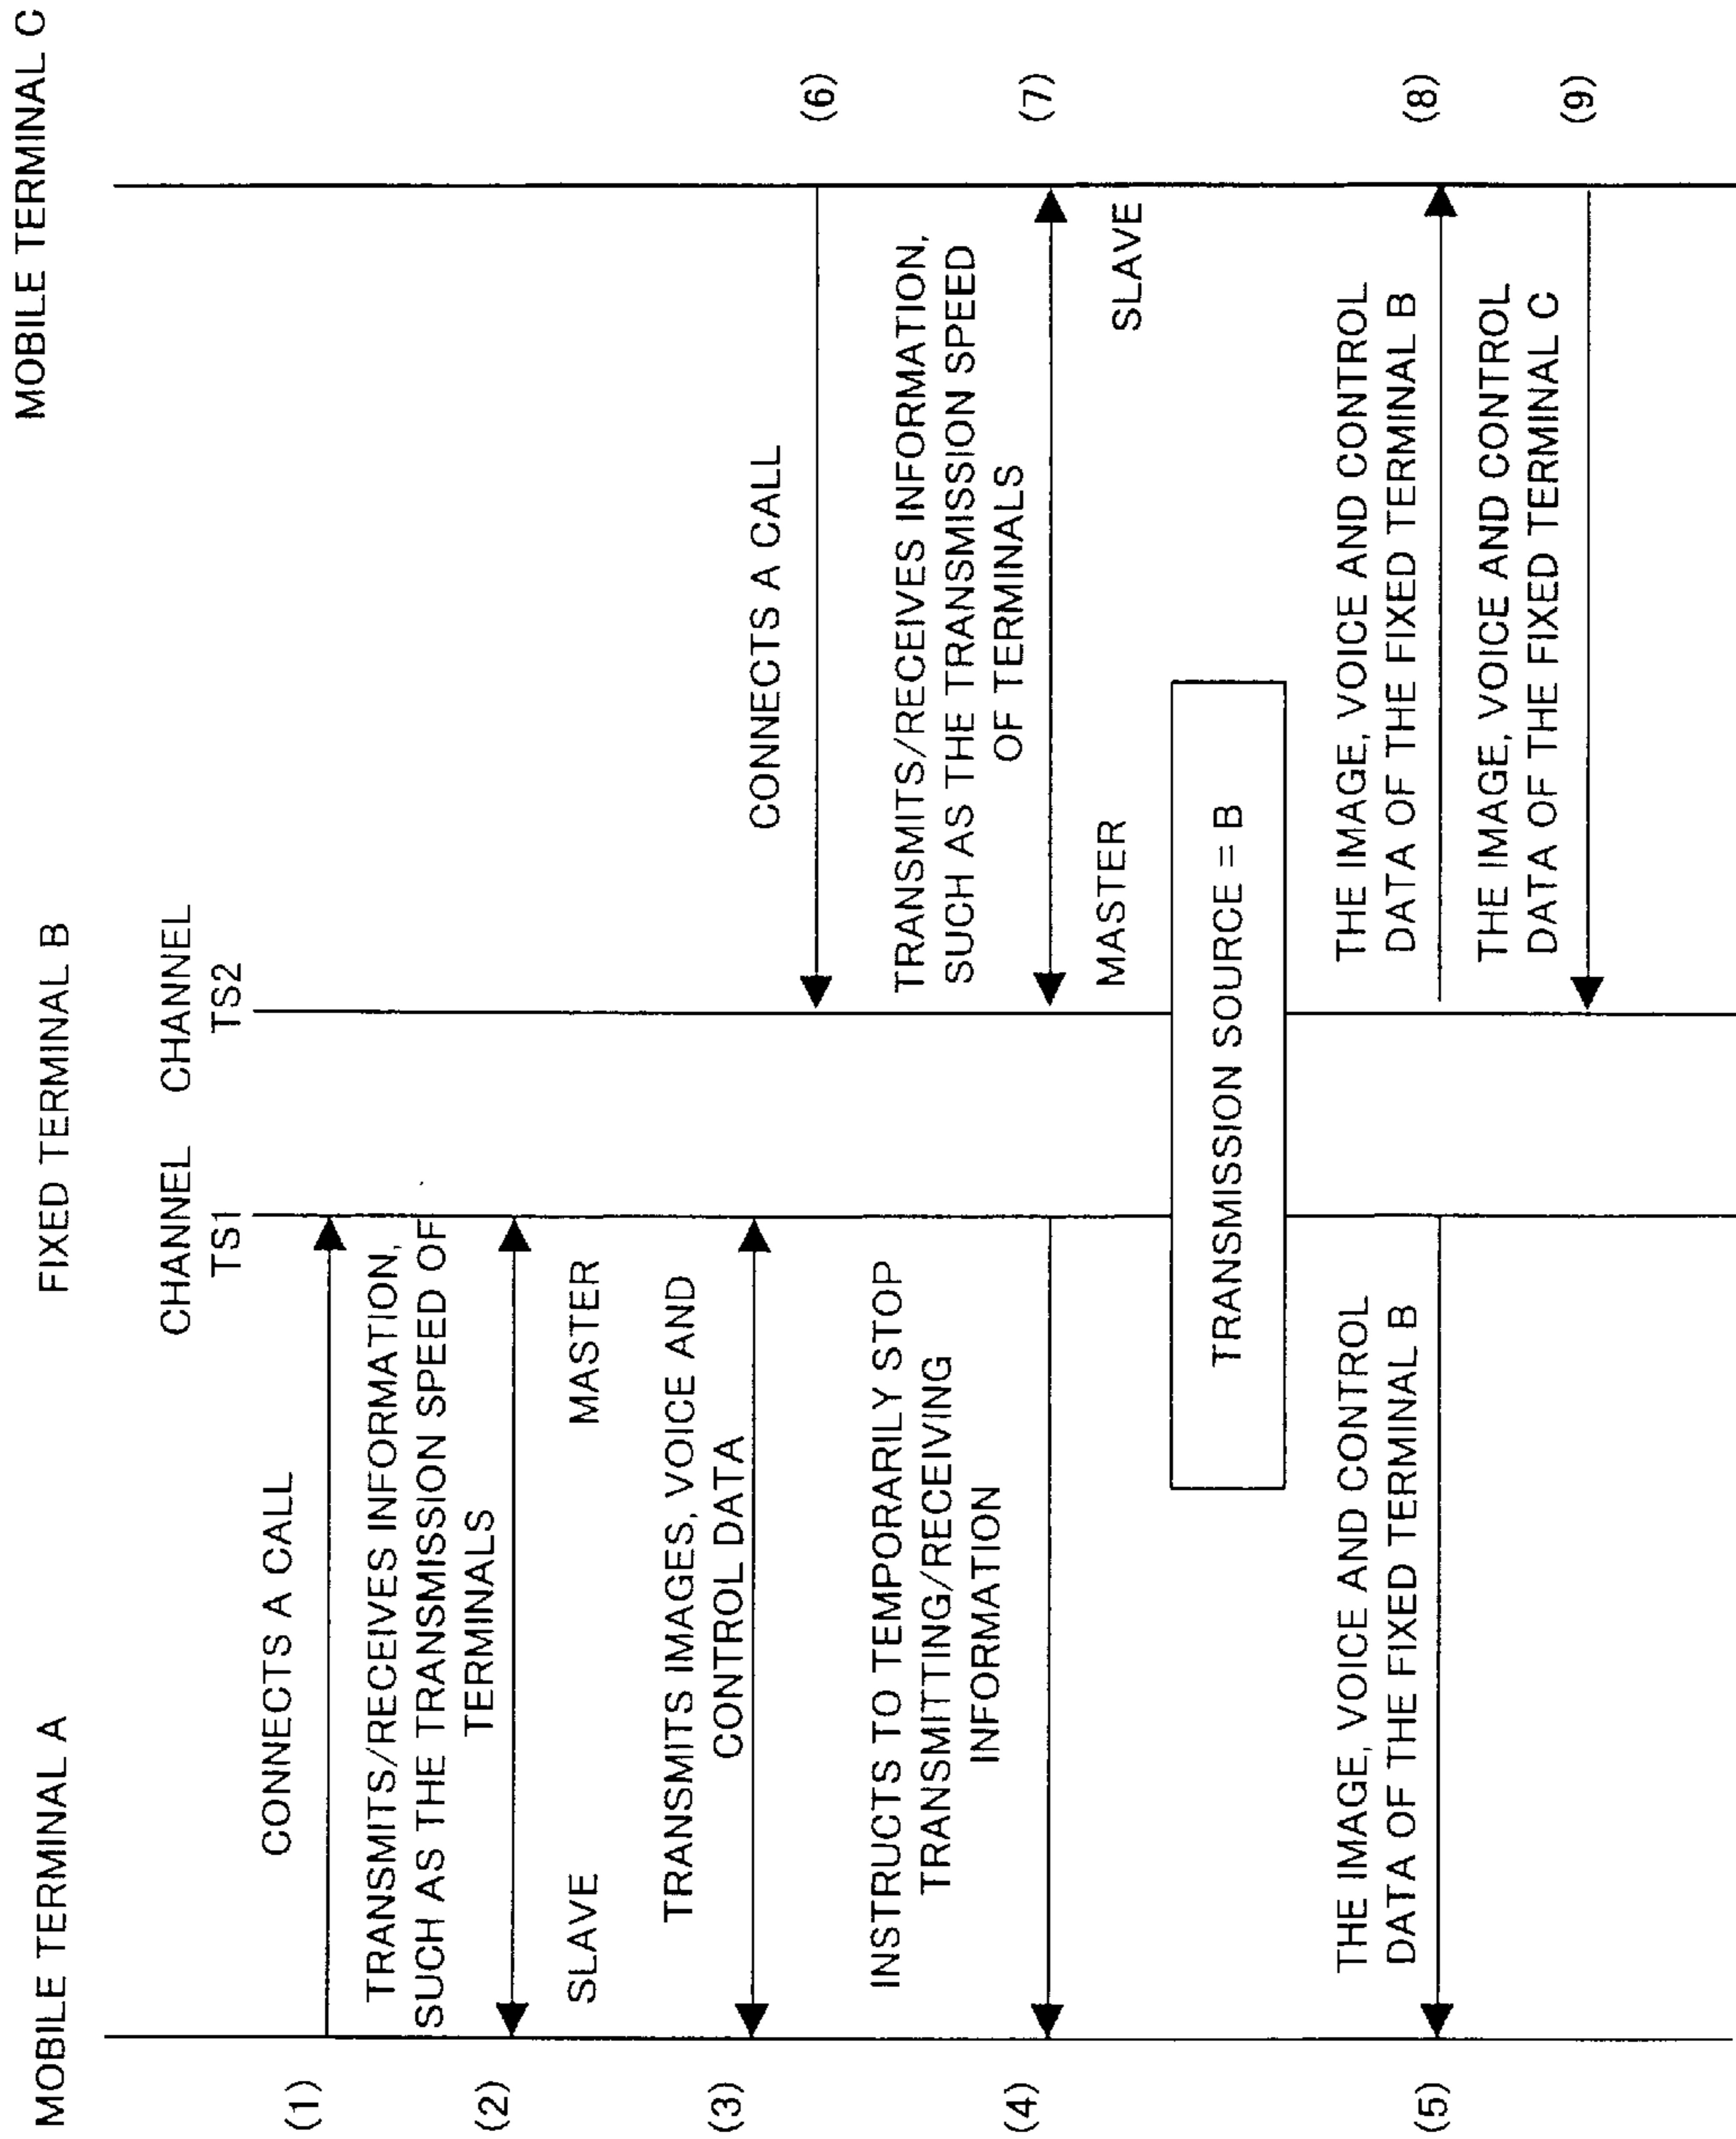 MOBILE TERMINAL A
FIXED TERMINAL B
MOBILE TERMINAL C
CHANNEL
TS1
CHANNEL
TS2
(1)
CONNECTS A CALL
(2)
TRANSMITS/RECEIVES INFORMATION,
SUCH AS THE TRANSMISSION SPEED OF
TERMINALS
SLAVE
MASTER
(3)
TRANSMITS IMAGES, VOICE AND
CONTROL DATA
(4)
INSTRUCTS TO TEMPORARILY STOP
TRANSMITTING/RECEIVING
INFORMATION
CONNECTS A CALL
(6)
TRANSMITS/RECEIVES INFORMATION,
SUCH AS THE TRANSMISSION SPEED
OF TERMINALS
(7)
MASTER
SLAVE
TRANSMISSION SOURCE = B
(5)
THE IMAGE, VOICE AND CONTROL
DATA OF THE FIXED TERMINAL B
THE IMAGE, VOICE AND CONTROL
DATA OF THE FIXED TERMINAL B
(8)
THE IMAGE, VOICE AND CONTROL
DATA OF THE FIXED TERMINAL C
(9)